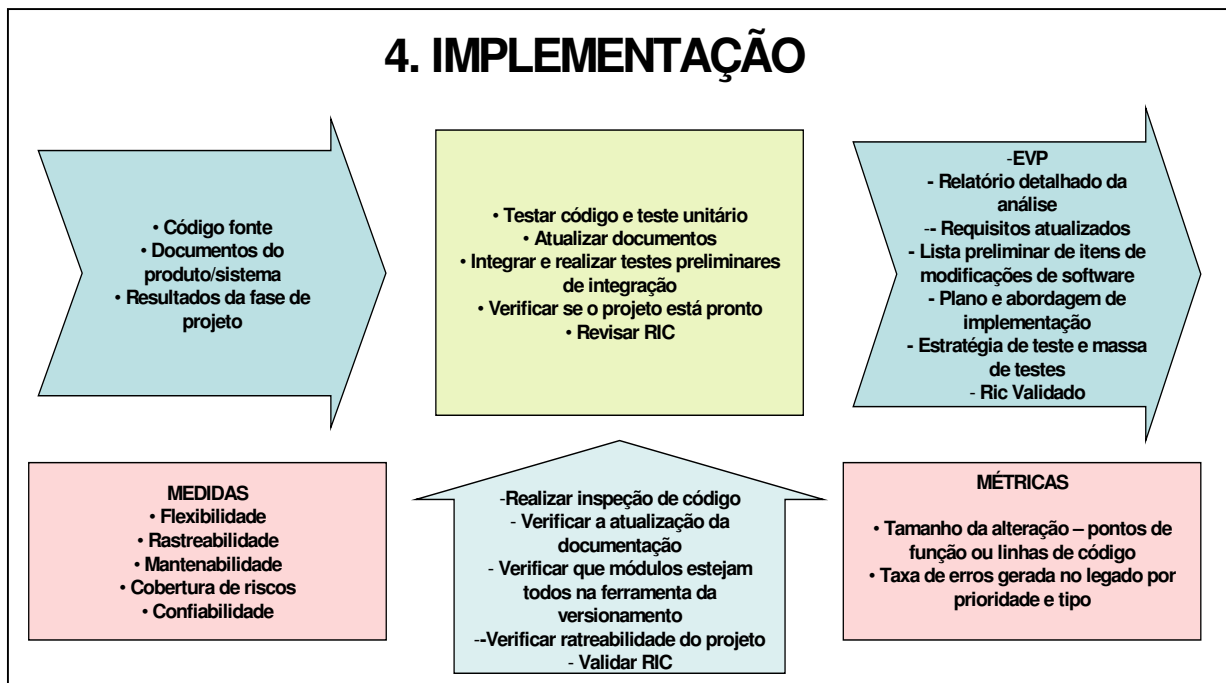 4. IMPLEMENTAÇÃO
• Código fonte
• Documentos do
produto/sistema
• Resultados da fase de
projeto
• Testar código e teste unitário
• Atualizar documentos
• Integrar e realizar testes preliminares
de integração
• Verificar se o projeto está pronto
• Revisar RIC
-EVP
- Relatório detalhado da
análise
-- Requisitos atualizados
- Lista preliminar de itens de
modificações de software
- Plano e abordagem de
implementação
- Estratégia de teste e massa
de testes
- Ric Validado
MEDIDAS
• Flexibilidade
• Rastreabilidade
• Mantenabilidade
• Cobertura de riscos
• Confiabilidade
-Realizar inspeção de código
- Verificar a atualização da
documentação
- Verificar que módulos estejam
todos na ferramenta da
versionamento
--Verificar ratreabilidade do projeto
- Validar RIC
MÉTRICAS
• Tamanho da alteração – pontos de
função ou linhas de código
• Taxa de erros gerada no legado por
prioridade e tipo